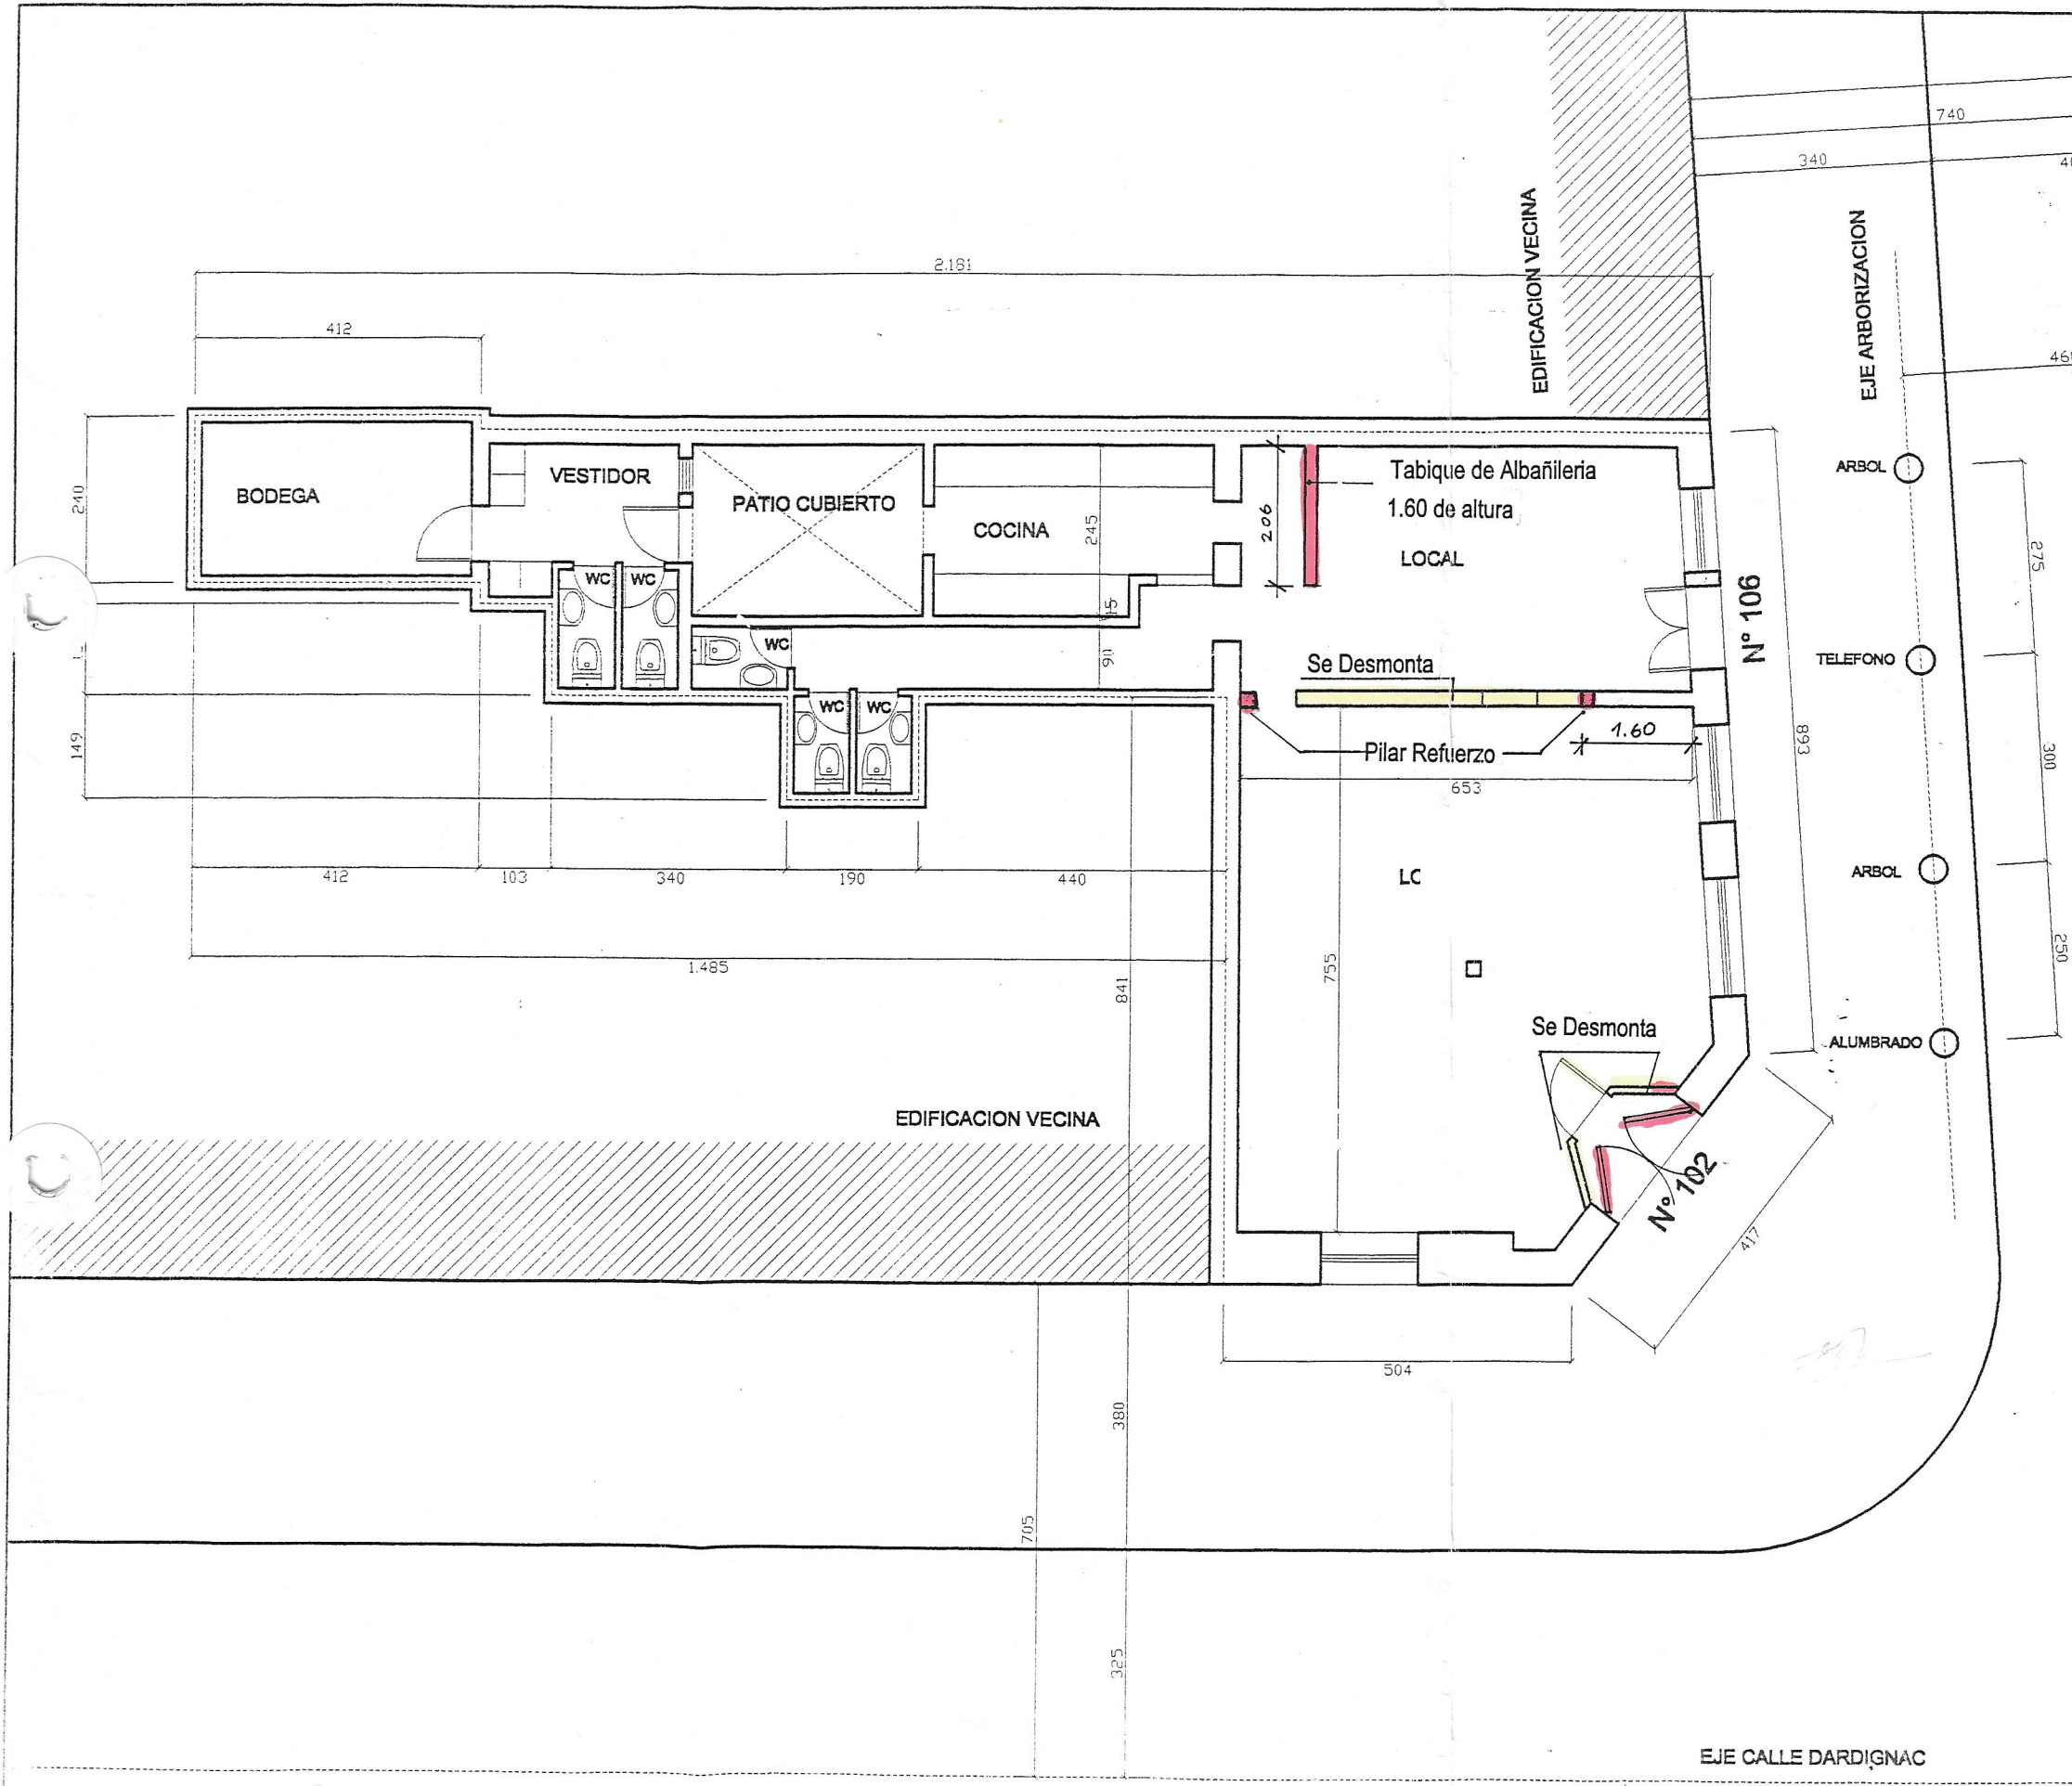 740
340
EDIFICACION VECINA
EJE ARBORIZACION
2.181
412
BODEGA
VESTIDOR
PATIO CUBIERTO
COCINA
245
206
Tabique de Albañileria
1.60 de altura
LOCAL
N° 106
ARBOL
275
240
WC
WC
WC
15
90
Se Desmonta
TELEFONO
WC
WC
Pilar Refuerzo
1.60
653
893
300
149
412
103
340
190
440
LC
ARBOL
1.485
841
755
250
Se Desmonta
ALUMBRADO
EDIFICACION VECINA
N° 102
417
504
380
705
325
EJE CALLE DARDIGNAC